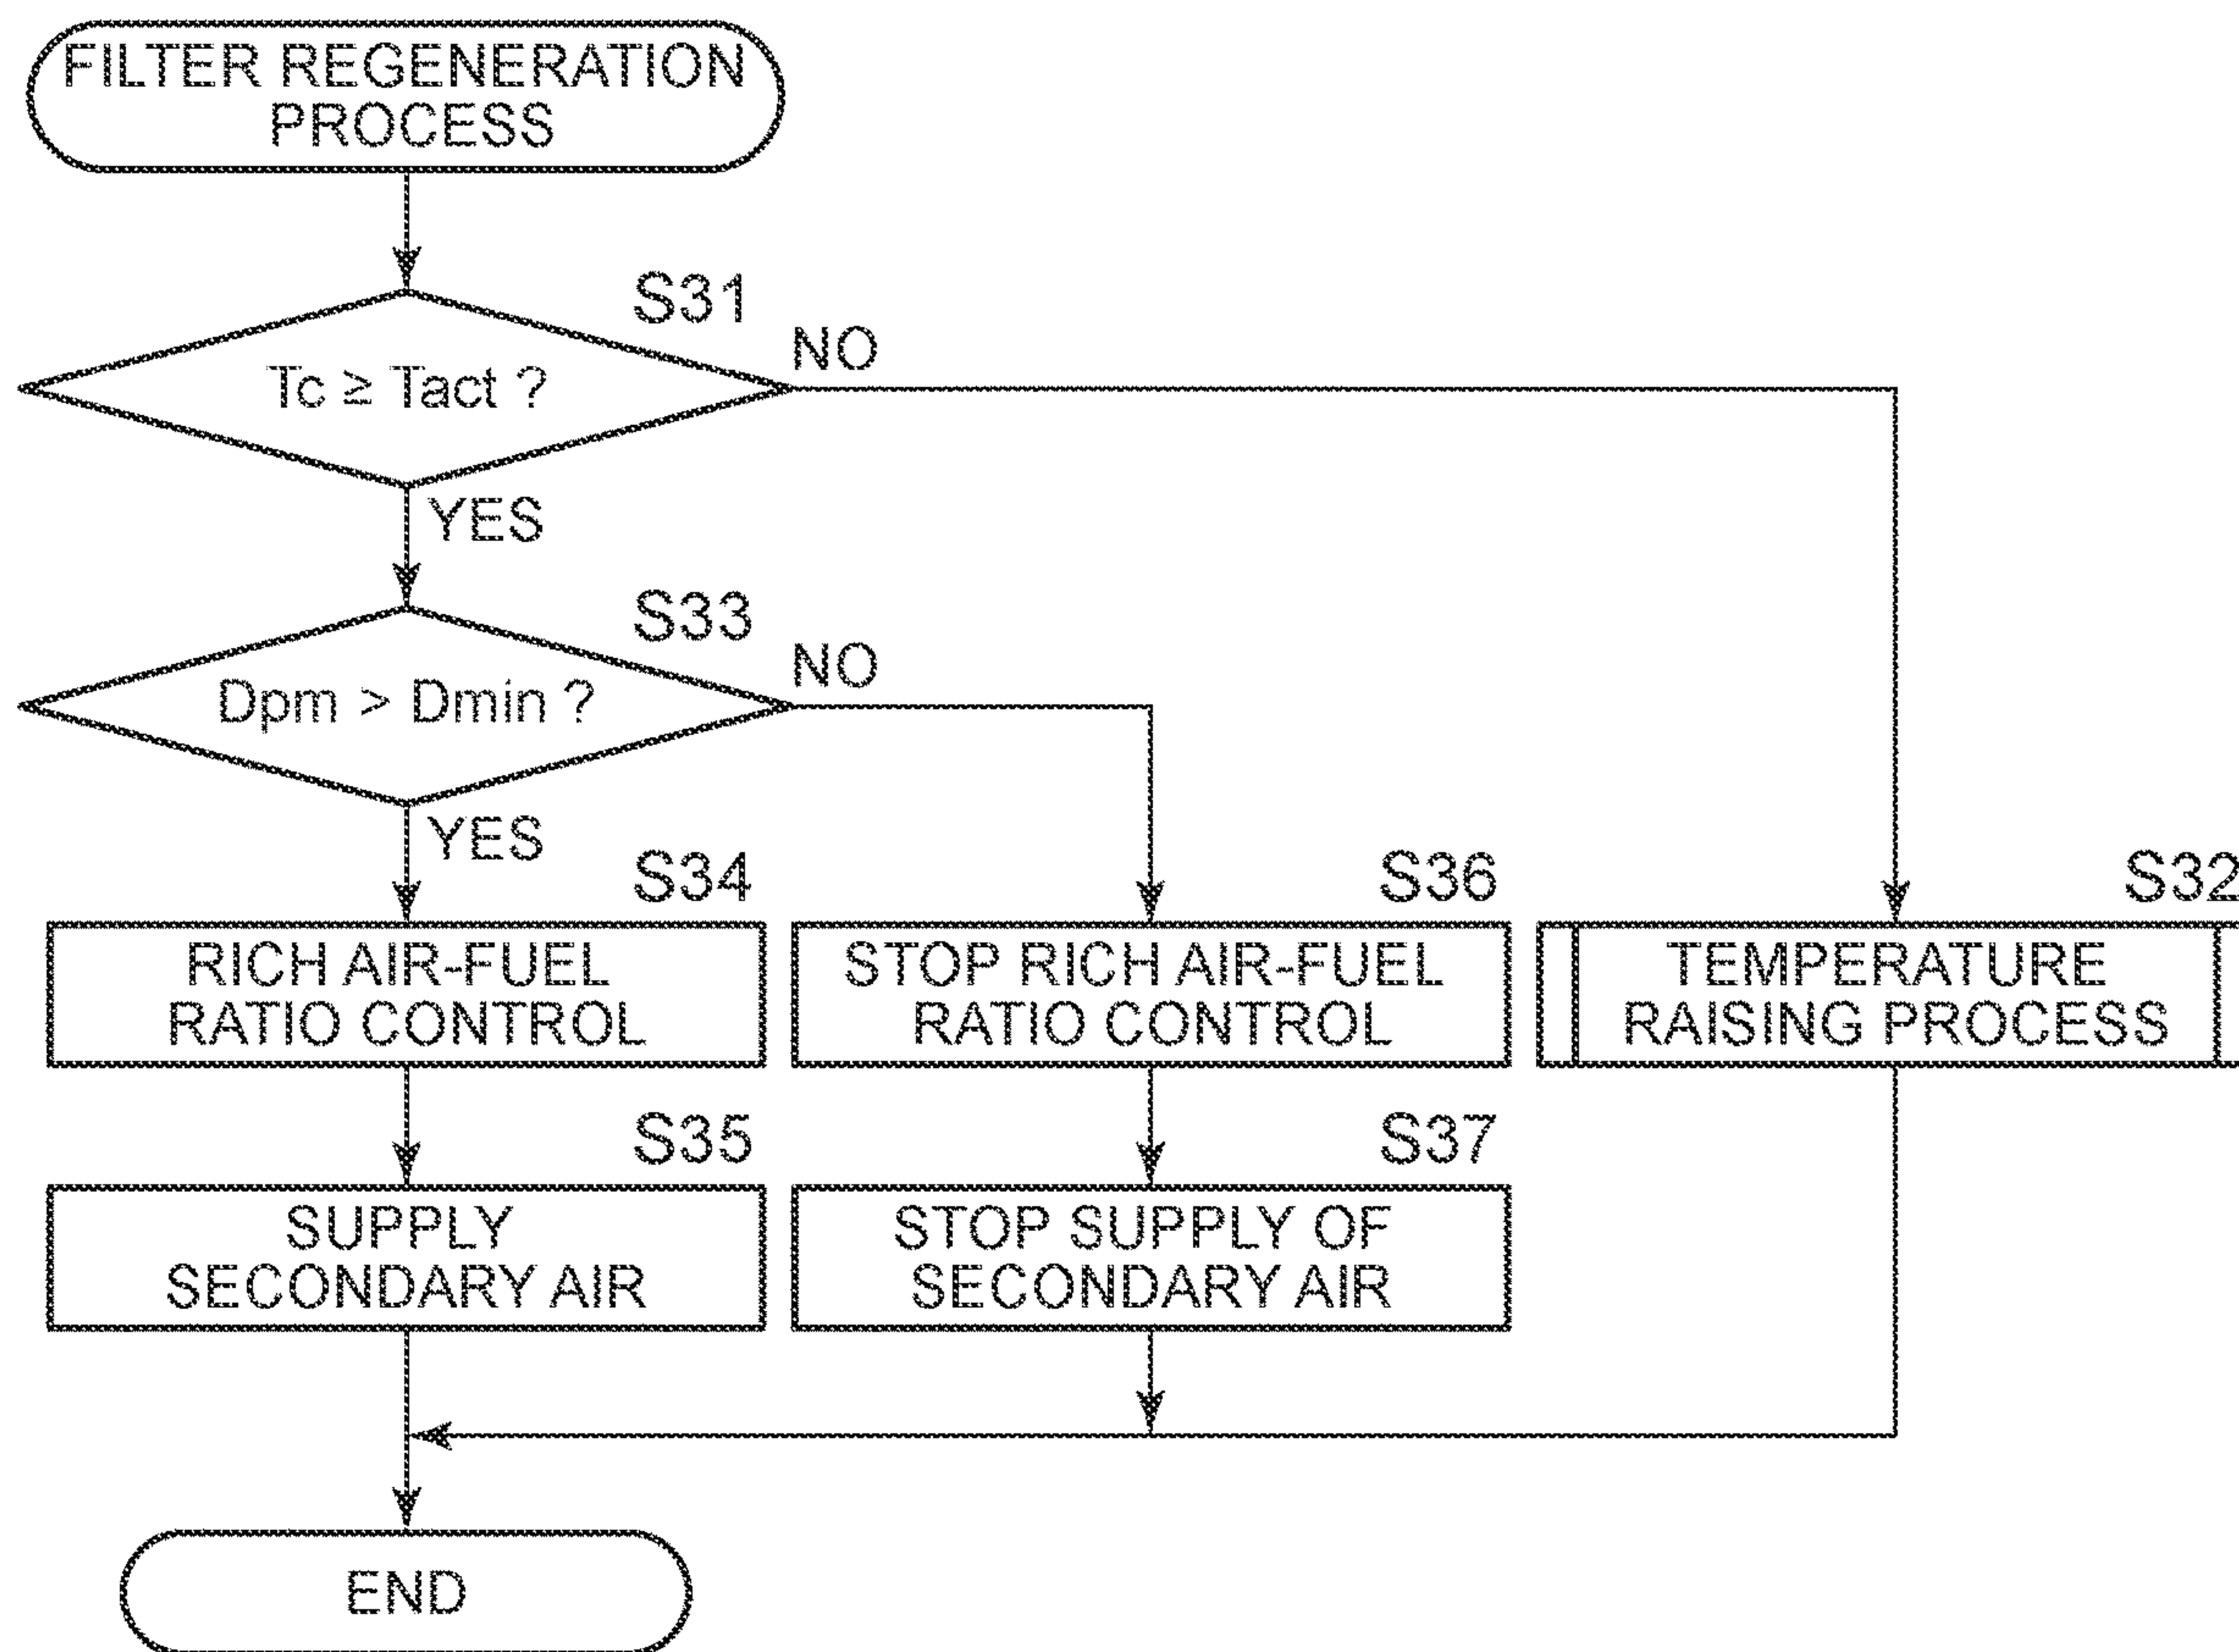 FILTER REGENERATION
PROCESS
S31
Tc ≥ Tact ?
NO
YES
S33
Dpm > Dmin ?
NO
YES
S34
RICH AIR-FUEL
RATIO CONTROL
S36
STOP RICH AIR-FUEL
RATIO CONTROL
S32
TEMPERATURE
RAISING PROCESS
S35
SUPPLY
SECONDARY AIR
S37
STOP SUPPLY OF
SECONDARY AIR
END